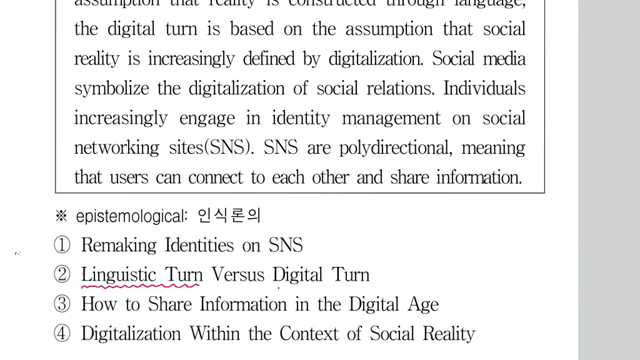 assumption that reality is constructed through language,
the digital turn is based on the assumption that social
reality is increasingly defined by digitalization. Social media
symbolize the digitalization of social relations. Individuals
increasingly engage in identity management on social
networking sites(SNS). SNS are polydirectional, meaning
that users can connect to each other and share information.
※ epistemological: 인식론의
① Remaking Identities on SNS
② Linguistic Turn Versus Digital Turn
③ How to Share Information in the Digital Age
④ Digitalization Within the Context of Social Reality